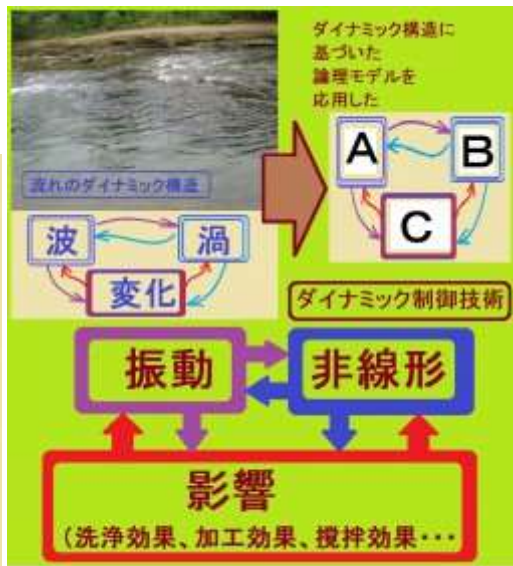 ダイナミック構造に
基づいた
論理モデルを
応用した
流れのダイナミック構造
波
渦
変化
A
B
C
ダイナミック制御技術
振動
非線形
影響
(洗浄効果、加工効果、撹拌効果・・・